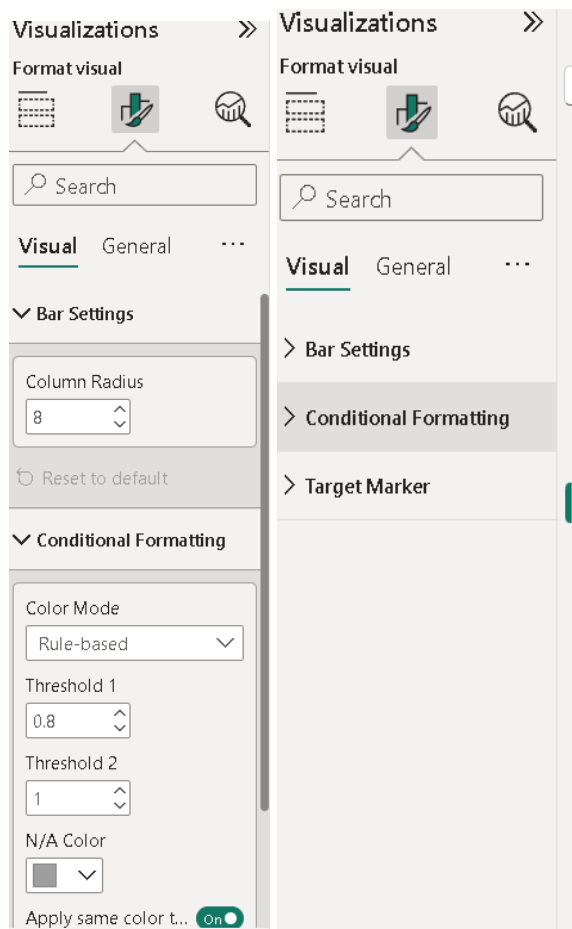 Visualizations
Format visual
Search
Visual General ...
Bar Settings
Column Radius
8
Reset to default
Conditional Formatting
Color Mode
Rule-based
Threshold 1
0.8
Threshold 2
1
N/A Color
Apply same color t... On
Visualizations
Format visual
Search
Visual General ...
Bar Settings
Conditional Formatting
Target Marker